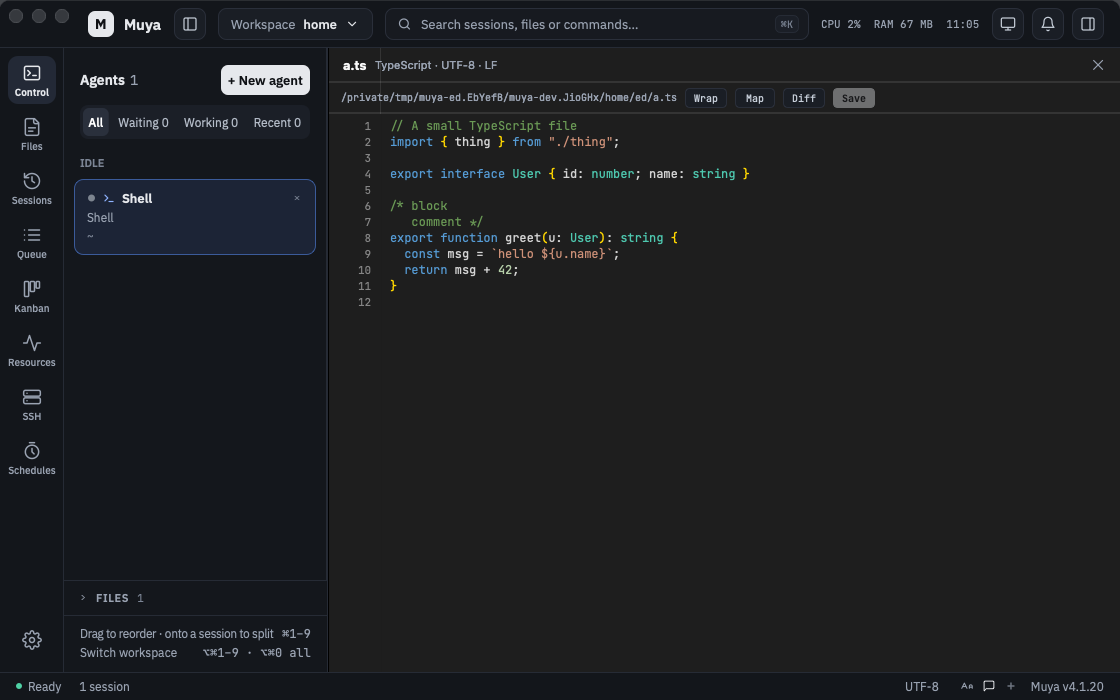 M Muya
Workspace home
Search sessions, files or commands... ⌘K
CPU 2% RAM 67 MB 11:05
Control
Files
Sessions
Queue
Kanban
Resources
SSH
Schedules
Agents 1
+ New agent
All Waiting 0 Working 0 Recent 0
IDLE
Shell ×
Shell
~
> FILES 1
Drag to reorder · onto a session to split ⌘1–9
Switch workspace ⌥⌘1–9 · ⌥⌘0 all
a.ts TypeScript · UTF-8 · LF
/private/tmp/muya-ed.EbYefB/muya-dev.JioGHx/home/ed/a.ts Wrap Map Diff Save
1 // A small TypeScript file
2 import { thing } from "./thing";
3
4 export interface User { id: number; name: string }
5
6 /* block
7    comment */
8 export function greet(u: User): string {
9   const msg = `hello ${u.name}`;
10   return msg + 42;
11 }
12
Ready 1 session
UTF-8 Aa + Muya v4.1.20